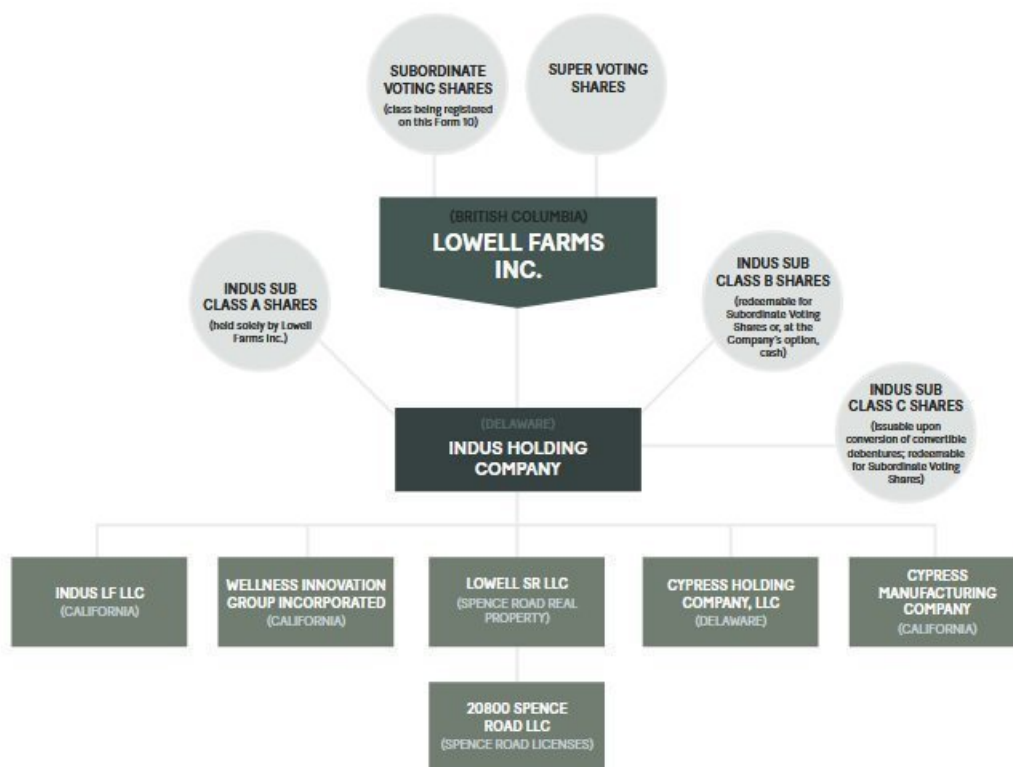 SUBORDINATE
VOTING SHARES
(class being registered
on this Form 10)
SUPER VOTING
SHARES
(BRITISH COLUMBIA)
LOWELL FARMS
INC.
INDUS SUB
CLASS A SHARES
(held solely by Lowell
Farms Inc.)
INDUS SUB
CLASS B SHARES
(redeemable for
Subordinate Voting
Shares or, at the
Company's option,
cash)
INDUS SUB
CLASS C SHARES
(issuable upon
conversion of convertible
debentures; redeemable
for Subordinate Voting
Shares)
(DELAWARE)
INDUS HOLDING
COMPANY
INDUS LF LLC
(CALIFORNIA)
WELLNESS INNOVATION
GROUP INCORPORATED
(CALIFORNIA)
LOWELL SR LLC
(SPENCE ROAD REAL
PROPERTY)
CYPRESS HOLDING
COMPANY, LLC
(DELAWARE)
CYPRESS
MANUFACTURING
COMPANY
(CALIFORNIA)
20800 SPENCE
ROAD LLC
(SPENCE ROAD LICENSES)